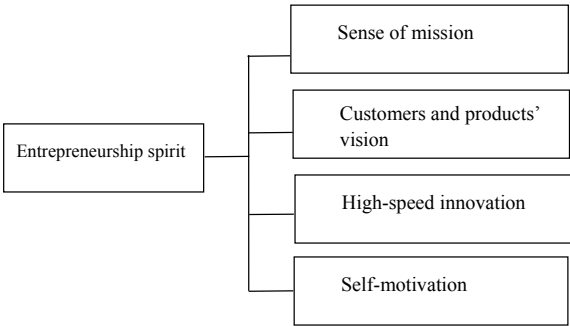 Sense of mission
Customers and products’
vision
Entrepreneurship spirit
High-speed innovation
Self-motivation